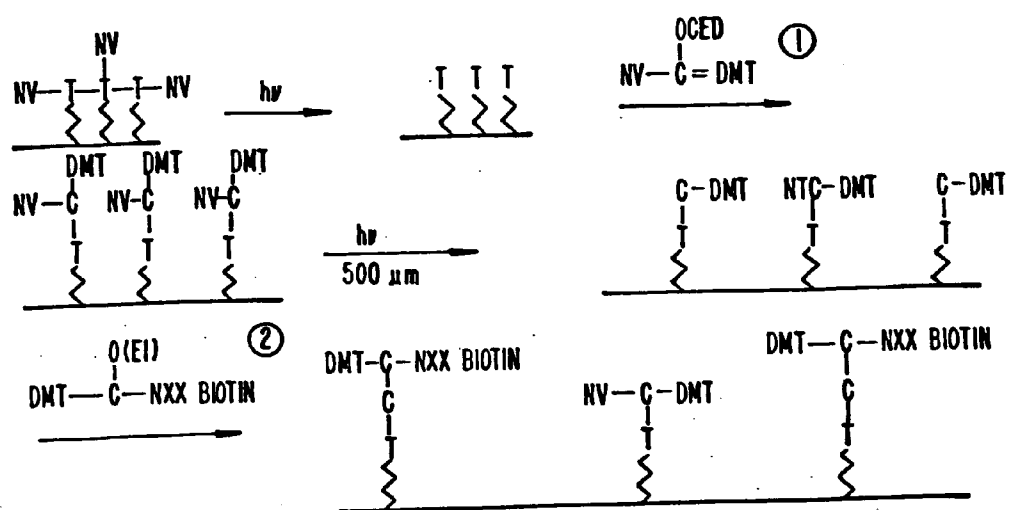 NV
NV—T—T—T—NV
hν
T T T
OCED
NV—C=DMT
①
DMT DMT DMT
NV—C NV—C NV—C
T T T
hν
500 µm
C—DMT NTC—DMT C—DMT
T T T
②
O(EI)
DMT—C—NXX BIOTIN
DMT—C—NXX BIOTIN
C
T
NV—C—DMT
T
DMT—C—NXX BIOTIN
C
T